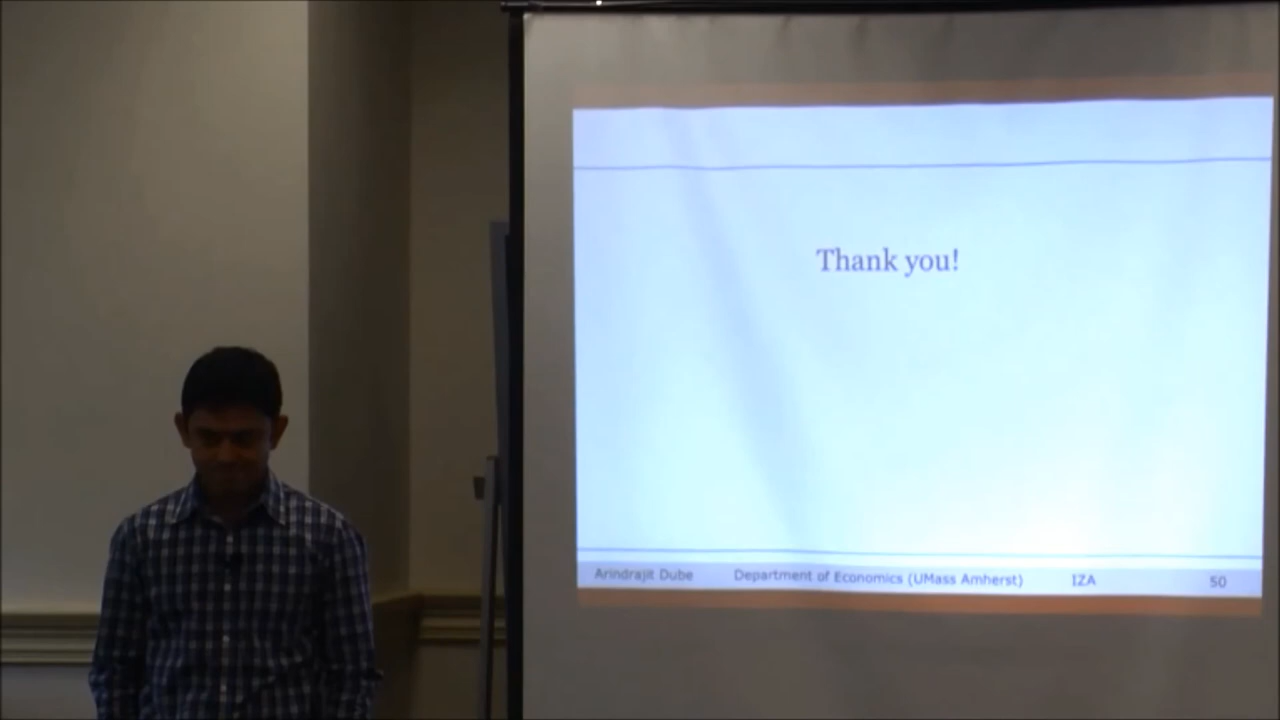 Thank you!
Arindrajit Dube Department of Economics (UMass Amherst) IZA 50